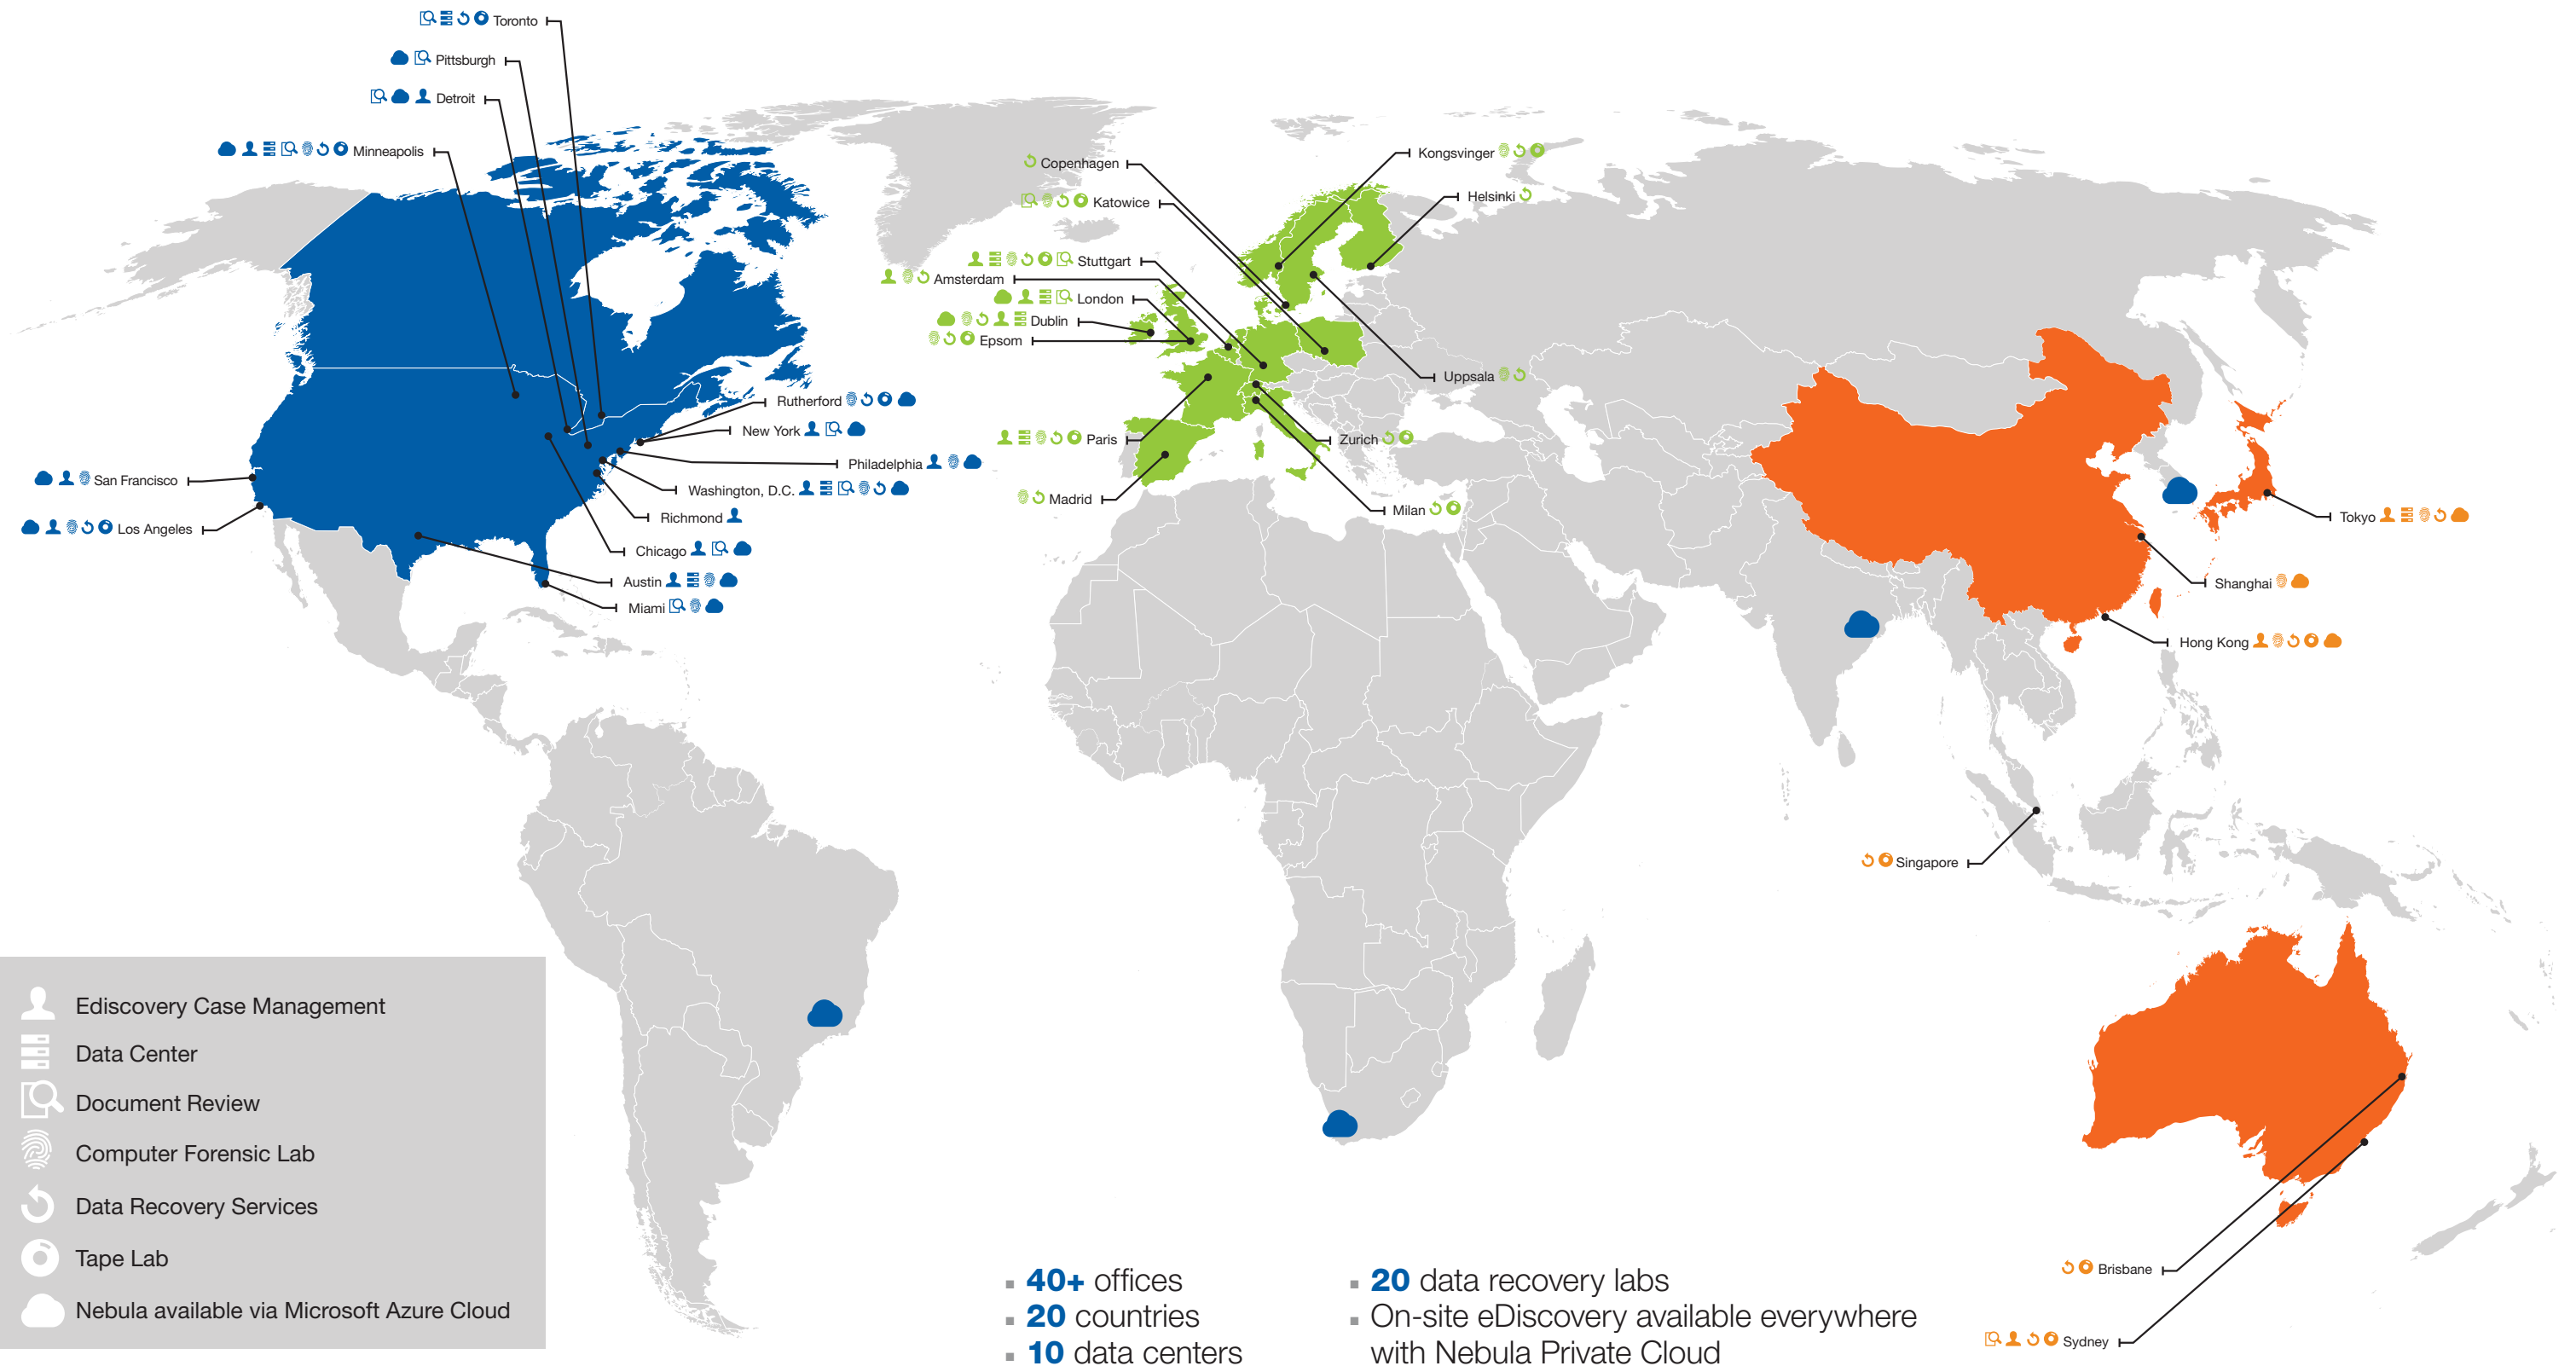 Toronto
Pittsburgh
Detroit
Minneapolis
San Francisco
Los Angeles
Rutherford
New York
Philadelphia
Washington, D.C.
Richmond
Chicago
Austin
Miami
Copenhagen
Katowice
Stuttgart
Amsterdam
London
Dublin
Epsom
Paris
Madrid
Kongsvinger
Helsinki
Uppsala
Zurich
Milan
Tokyo
Shanghai
Hong Kong
Singapore
Brisbane
Sydney
Ediscovery Case Management
Data Center
Document Review
Computer Forensic Lab
Data Recovery Services
Tape Lab
Nebula available via Microsoft Azure Cloud
40+ offices
20 countries
10 data centers
20 data recovery labs
On-site eDiscovery available everywhere
with Nebula Private Cloud